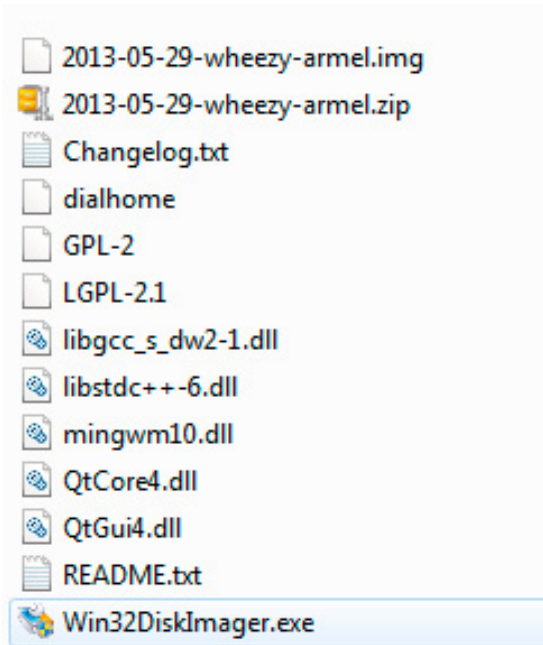 2013-05-29-wheezy-armel.img
2013-05-29-wheezy-armel.zip
Changelog.txt
dialhome
GPL-2
LGPL-2.1
libgcc_s_dw2-1.dll
libstdc++-6.dll
mingwm10.dll
QtCore4.dll
QtGui4.dll
README.txt
Win32DiskImager.exe